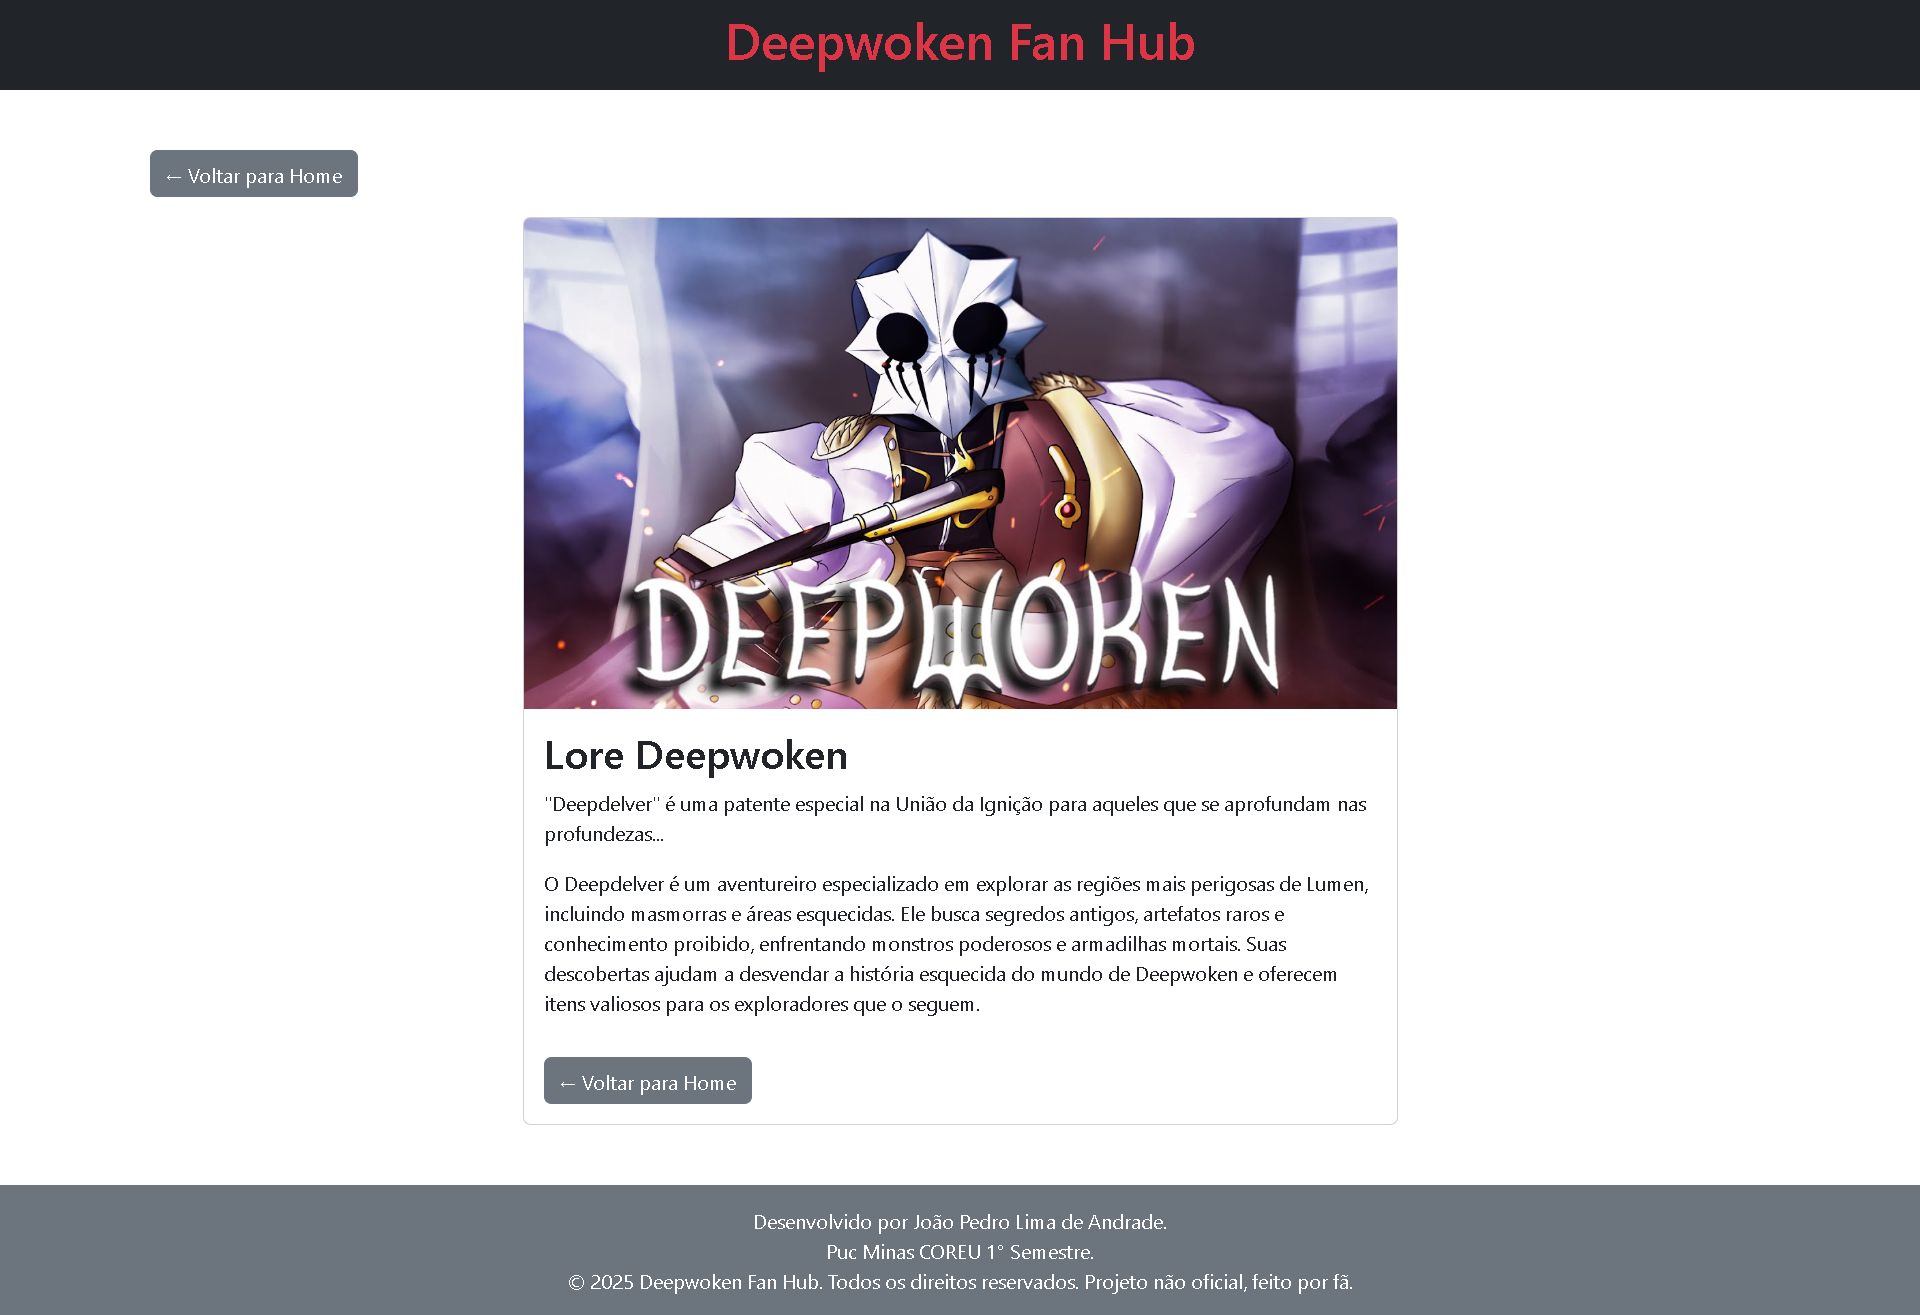 Deepwoken Fan Hub
← Voltar para Home
DEEPWOKEN
Lore Deepwoken
"Deepdelver" é uma patente especial na União da Ignição para aqueles que se aprofundam nas
profundezas...
O Deepdelver é um aventureiro especializado em explorar as regiões mais perigosas de Lumen,
incluindo masmorras e áreas esquecidas. Ele busca segredos antigos, artefatos raros e
conhecimento proibido, enfrentando monstros poderosos e armadilhas mortais. Suas
descobertas ajudam a desvendar a história esquecida do mundo de Deepwoken e oferecem
itens valiosos para os exploradores que o seguem.
← Voltar para Home
Desenvolvido por João Pedro Lima de Andrade.
Puc Minas COREU 1° Semestre.
© 2025 Deepwoken Fan Hub. Todos os direitos reservados. Projeto não oficial, feito por fã.